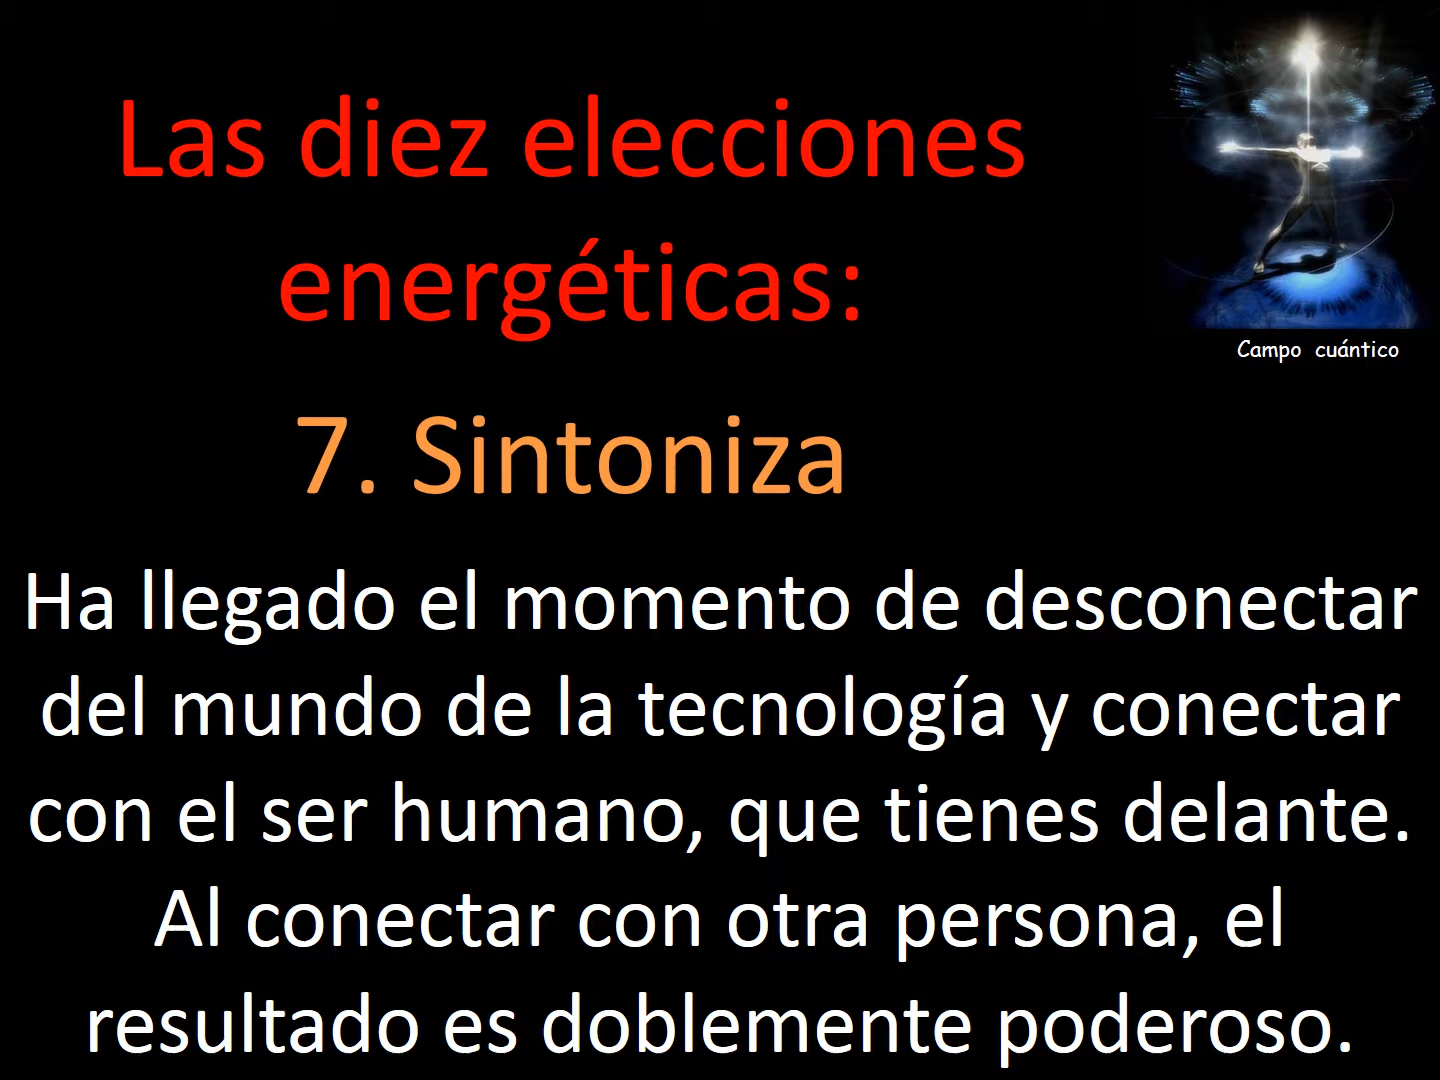 Las diez elecciones
energéticas:
Campo cuántico
7. Sintoniza
Ha llegado el momento de desconectar
del mundo de la tecnología y conectar
con el ser humano, que tienes delante.
Al conectar con otra persona, el
resultado es doblemente poderoso.